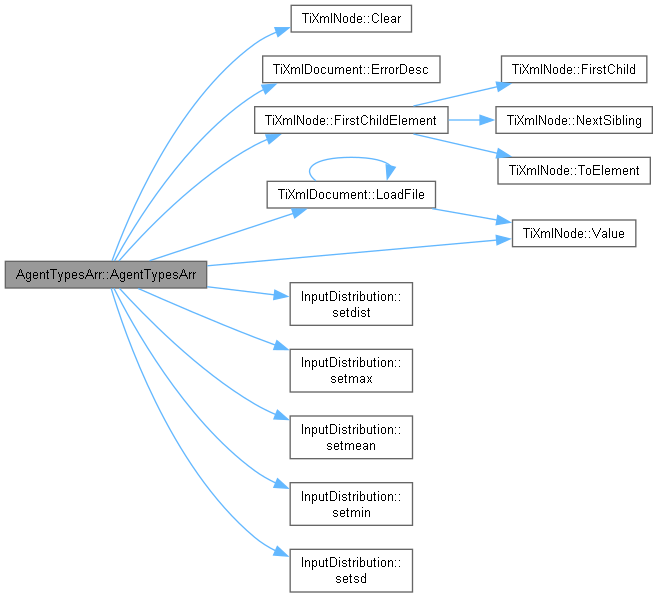 TiXmlNode::Clear
TiXmlDocument::ErrorDesc
TiXmlNode::FirstChild
TiXmlNode::FirstChildElement
TiXmlNode::NextSibling
TiXmlNode::ToElement
TiXmlDocument::LoadFile
TiXmlNode::Value
AgentTypesArr::AgentTypesArr
InputDistribution::
setdist
InputDistribution::
setmax
InputDistribution::
setmean
InputDistribution::
setmin
InputDistribution::
setsd